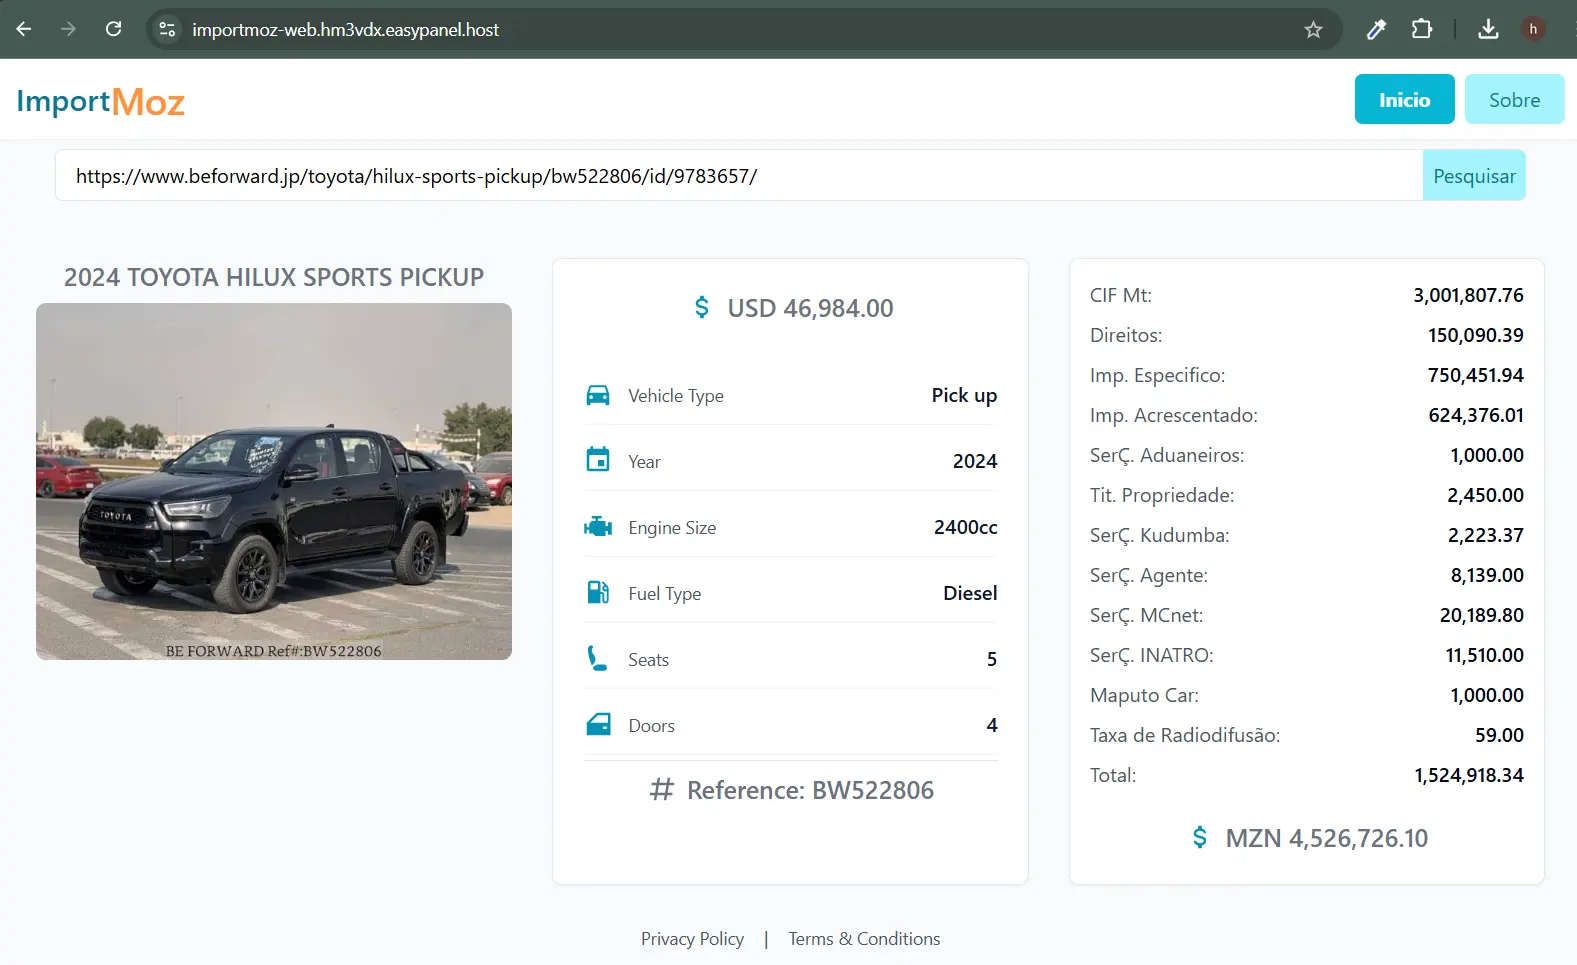 importmoz-web.hm3vdx.easypanel.host
h
ImportMoz
Inicio
Sobre
https://www.beforward.jp/toyota/hilux-sports-pickup/bw522806/id/9783657/
Pesquisar
2024 TOYOTA HILUX SPORTS PICKUP
TOYOTA
BE FORWARD Ref#:BW522806
$ USD 46,984.00
Vehicle Type Pick up
Year 2024
Engine Size 2400cc
Fuel Type Diesel
Seats 5
Doors 4
# Reference: BW522806
CIF Mt: 3,001,807.76
Direitos: 150,090.39
Imp. Especifico: 750,451.94
Imp. Acrescentado: 624,376.01
SerÇ. Aduaneiros: 1,000.00
Tit. Propriedade: 2,450.00
SerÇ. Kudumba: 2,223.37
SerÇ. Agente: 8,139.00
SerÇ. MCnet: 20,189.80
SerÇ. INATRO: 11,510.00
Maputo Car: 1,000.00
Taxa de Radiodifusão: 59.00
Total: 1,524,918.34
$ MZN 4,526,726.10
Privacy Policy | Terms & Conditions